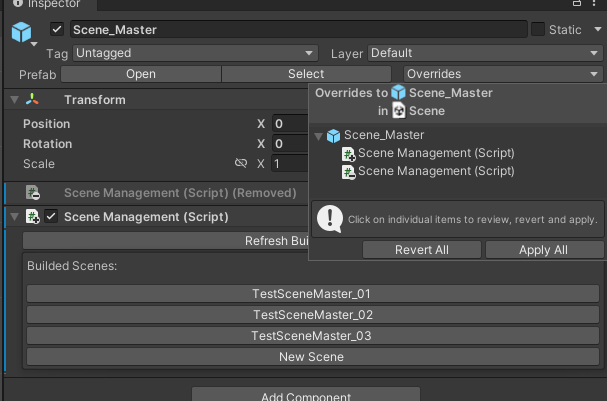 Inspector
Scene_Master
Static
Tag Untagged Layer Default
Prefab Open Select Overrides
Overrides to Scene_Master
in Scene
Transform
Position X 0
Rotation X 0
Scale X 1
Scene_Master
Scene Management (Script)
Scene Management (Script)
Scene Management (Script) (Removed)
Scene Management (Script)
Click on individual items to review, revert and apply.
Revert All Apply All
Refresh Bui
Builded Scenes:
TestSceneMaster_01
TestSceneMaster_02
TestSceneMaster_03
New Scene
Add Component